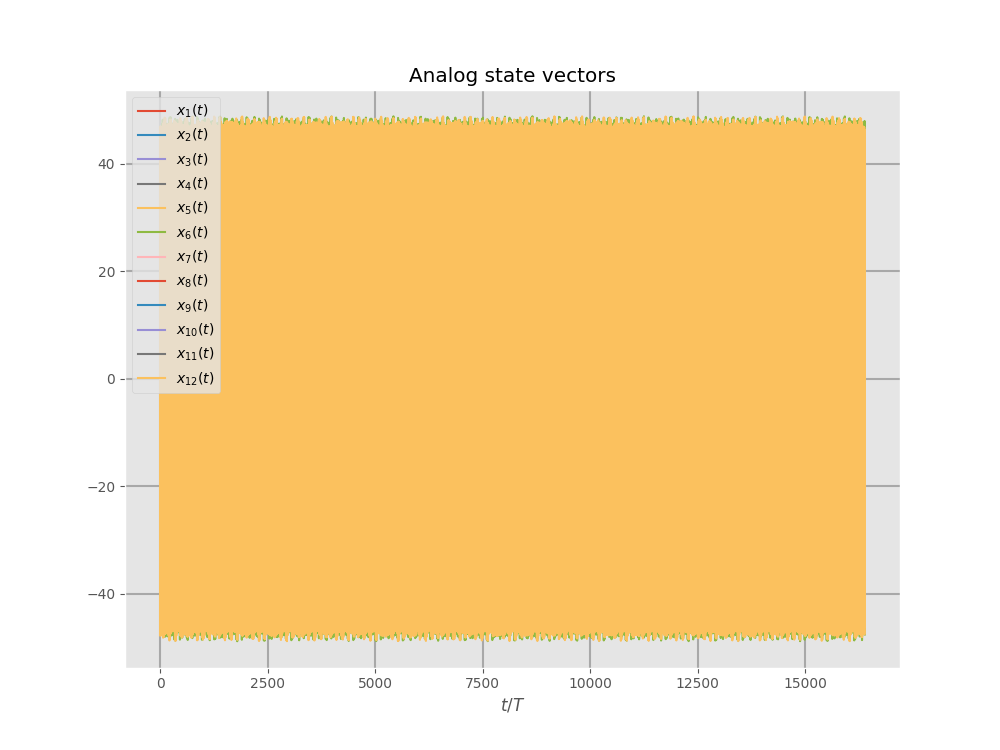 Analog state vectors
x₁(t)
x₂(t)
x₃(t)
x₄(t)
x₅(t)
x₆(t)
x₇(t)
x₈(t)
x₉(t)
x₁₀(t)
x₁₁(t)
x₁₂(t)
40
20
0
−20
−40
0 2500 5000 7500 10000 12500 15000
t/T